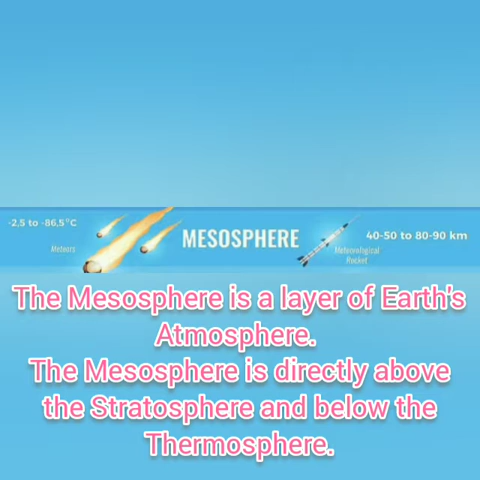 -2,5 to -86,5°C
Meteors
MESOSPHERE
Meteorological
Rocket
40-50 to 80-90 km
The Mesosphere is a layer of Earth's
Atmosphere.
The Mesosphere is directly above
the Stratosphere and below the
Thermosphere.